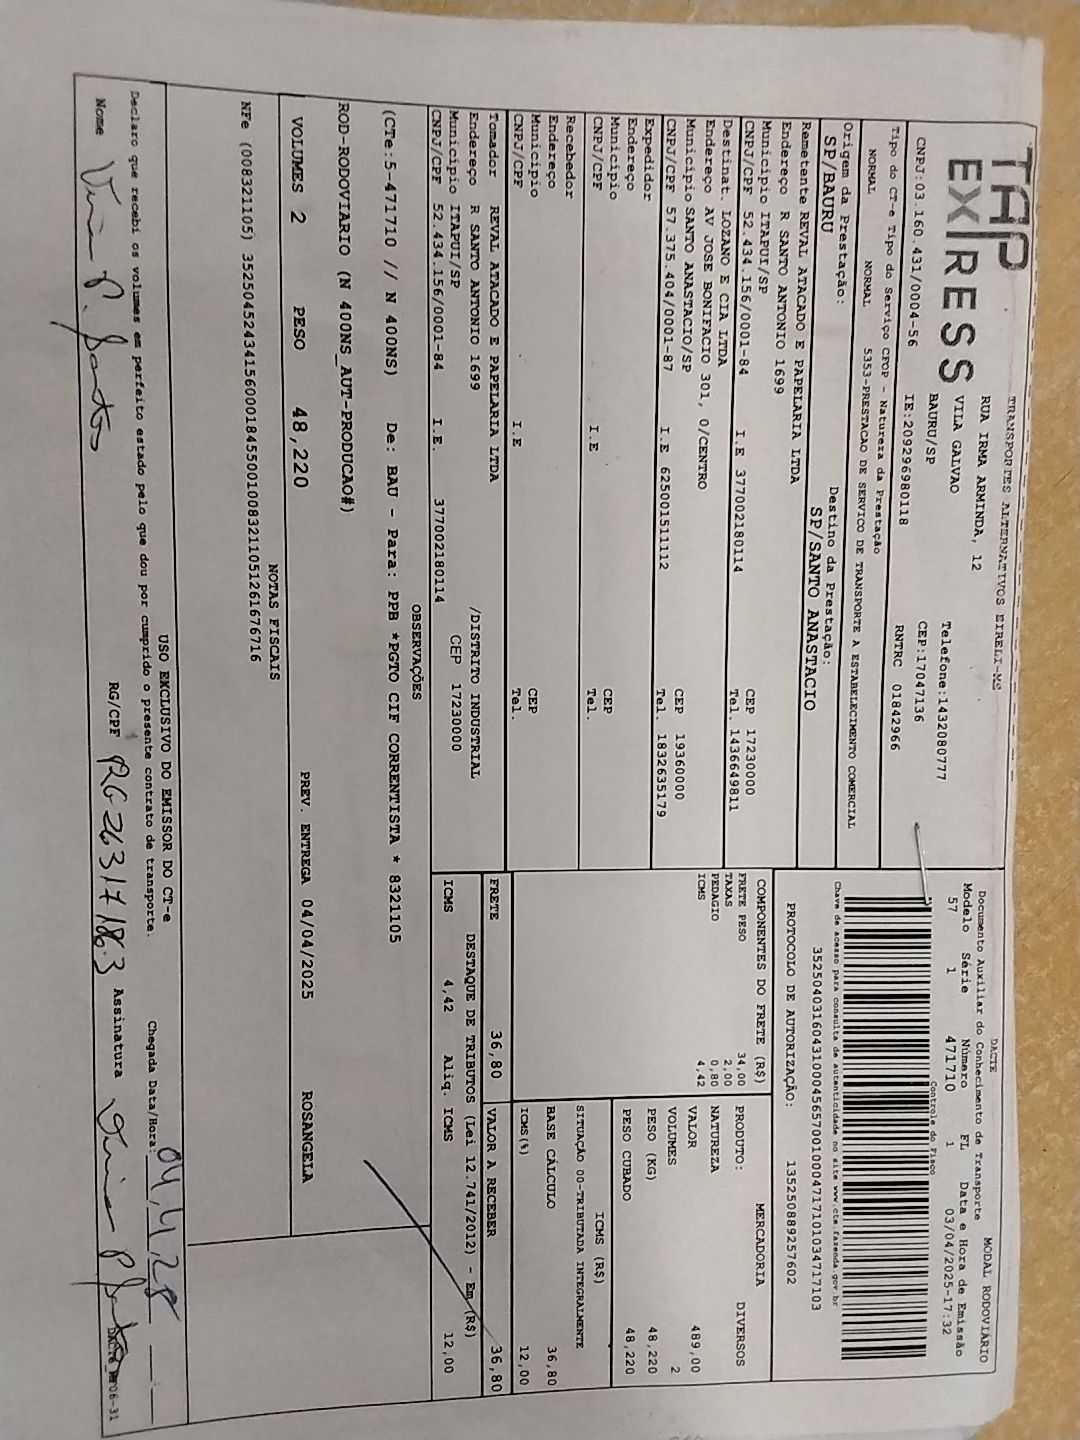 TAP
EXPRESS
TRANSPORTES ALTERNATIVOS EIRELI-ME
RUA IRMA ARMINDA, 12
VILA GALVAO
BAURU/SP
Telefone:1432080777
CEP:17047136
CNPJ:03.160.431/0004-56 IE:209296980118 RNTRC 01842966
Tipo do CT-e Tipo do Serviço CFOP - Natureza da Prestação
NORMAL NORMAL 5353-PRESTACAO DE SERVICO DE TRANSPORTE A ESTABELECIMENTO COMERCIAL
Origem da Prestação: Destino da Prestação:
SP/BAURU SP/SANTO ANASTACIO
Remetente REVAL ATACADO E PAPELARIA LTDA
Endereço R SANTO ANTONIO 1699
Município ITAPUI/SP CEP 17230000
CNPJ/CPF 52.434.156/0001-84 I.E 377002180114 Tel. 1436649811
Destinat. LOZANO E CIA LTDA
Endereço AV JOSE BONIFACIO 301, 0/CENTRO
Município SANTO ANASTACIO/SP CEP 19360000
CNPJ/CPF 57.375.404/0001-87 I.E 625001511112 Tel. 1832635179
Expedidor
Endereço
Município CEP
CNPJ/CPF I.E Tel.
Recebedor
Endereço
Município CEP
CNPJ/CPF I.E Tel.
Tomador REVAL ATACADO E PAPELARIA LTDA
Endereço R SANTO ANTONIO 1699 /DISTRITO INDUSTRIAL
Município ITAPUI/SP CEP 17230000
CNPJ/CPF 52.434.156/0001-84 I.E. 377002180114
DACTE MODAL RODOVIÁRIO
Documento Auxiliar do Conhecimento de Transporte
Modelo Série Número FL Data e Hora de Emissão
57 1 471710 1 03/04/2025-17:32
Controle do Fisco
Chave de acesso para consulta de autenticidade no site www.cte.fazenda.gov.br
35250403160431000456570010004717101034717103
PROTOCOLO DE AUTORIZAÇÃO: 135250889257602
COMPONENTES DO FRETE (R$)
FRETE PESO 34,00
TAXAS 2,00
PEDAGIO 0,80
ICMS 4,42
MERCADORIA
PRODUTO: DIVERSOS
NATUREZA
VALOR 489,00
VOLUMES 2
PESO (KG) 48,220
PESO CUBADO 48,220
ICMS (R$)
SITUAÇÃO 00-TRIBUTADA INTEGRALMENTE
BASE CÁLCULO 36,80
ICMS(%) 12,00
FRETE 36,80 VALOR A RECEBER 36,80
DESTAQUE DE TRIBUTOS (Lei 12.741/2012) - Em (R$)
ICMS 4,42 Aliq. ICMS 12,00
OBSERVAÇÕES
(CTe:5-471710 // N 400NS) De: BAU - Para: PPB *PGTO CIF CORRENTISTA * 8321105
ROD-RODOVIARIO (N 400NS_AUT-PRODUCAO#)
VOLUMES 2 PESO 48,220 PREV. ENTREGA 04/04/2025 ROSANGELA
NOTAS FISCAIS
NFe (008321105) 35250452434156000184550010083211051261676716
USO EXCLUSIVO DO EMISSOR DO CT-e
Declaro que recebi os volumes em perfeito estado pelo que dou por cumprido o presente contrato de transporte.
Chegada Data/Hora: 04/4/25
Nome RG/CPF Assinatura